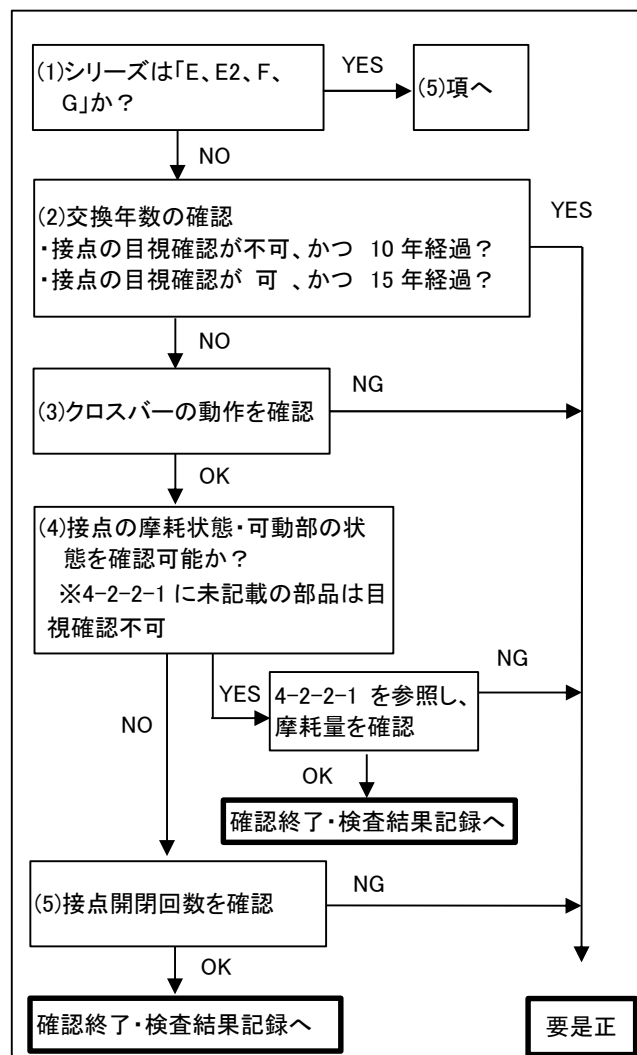 (1)シリーズは「E、E2、F、
G」か？
YES
(5)項へ
NO
(2)交換年数の確認
・接点の目視確認が不可、かつ 10 年経過？
・接点の目視確認が 可 、かつ 15 年経過？
YES
NO
(3)クロスバーの動作を確認
NG
OK
(4)接点の摩耗状態・可動部の状
態を確認可能か？
※4-2-2-1 に未記載の部品は目
視確認不可
YES
4-2-2-1 を参照し、
摩耗量を確認
NG
NO
OK
確認終了・検査結果記録へ
(5)接点開閉回数を確認
NG
OK
確認終了・検査結果記録へ
要是正